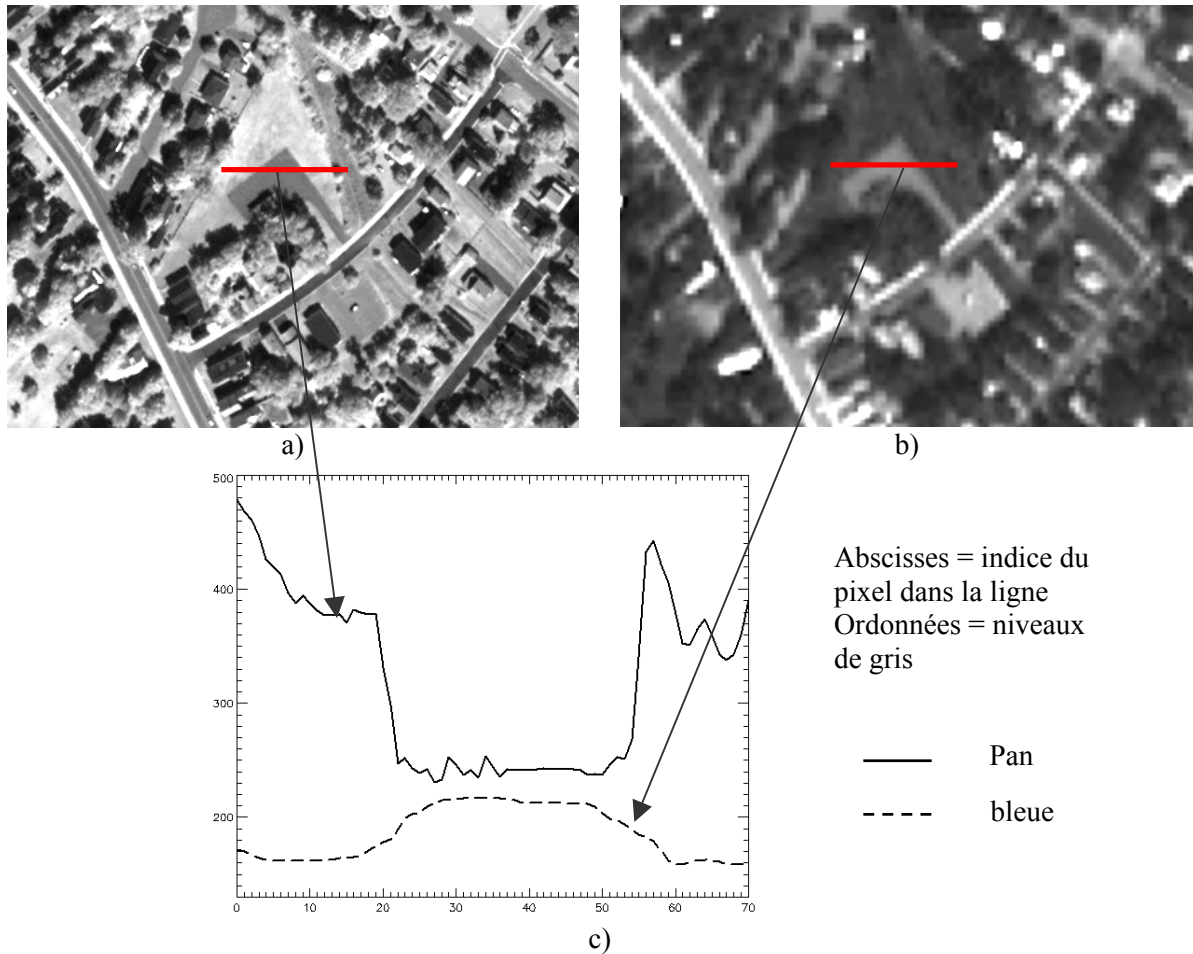 a)
b)
500
400
300
200
0
10
20
30
40
50
60
70
c)
Abscisses = indice du
pixel dans la ligne
Ordonnées = niveaux
de gris
Pan
bleue